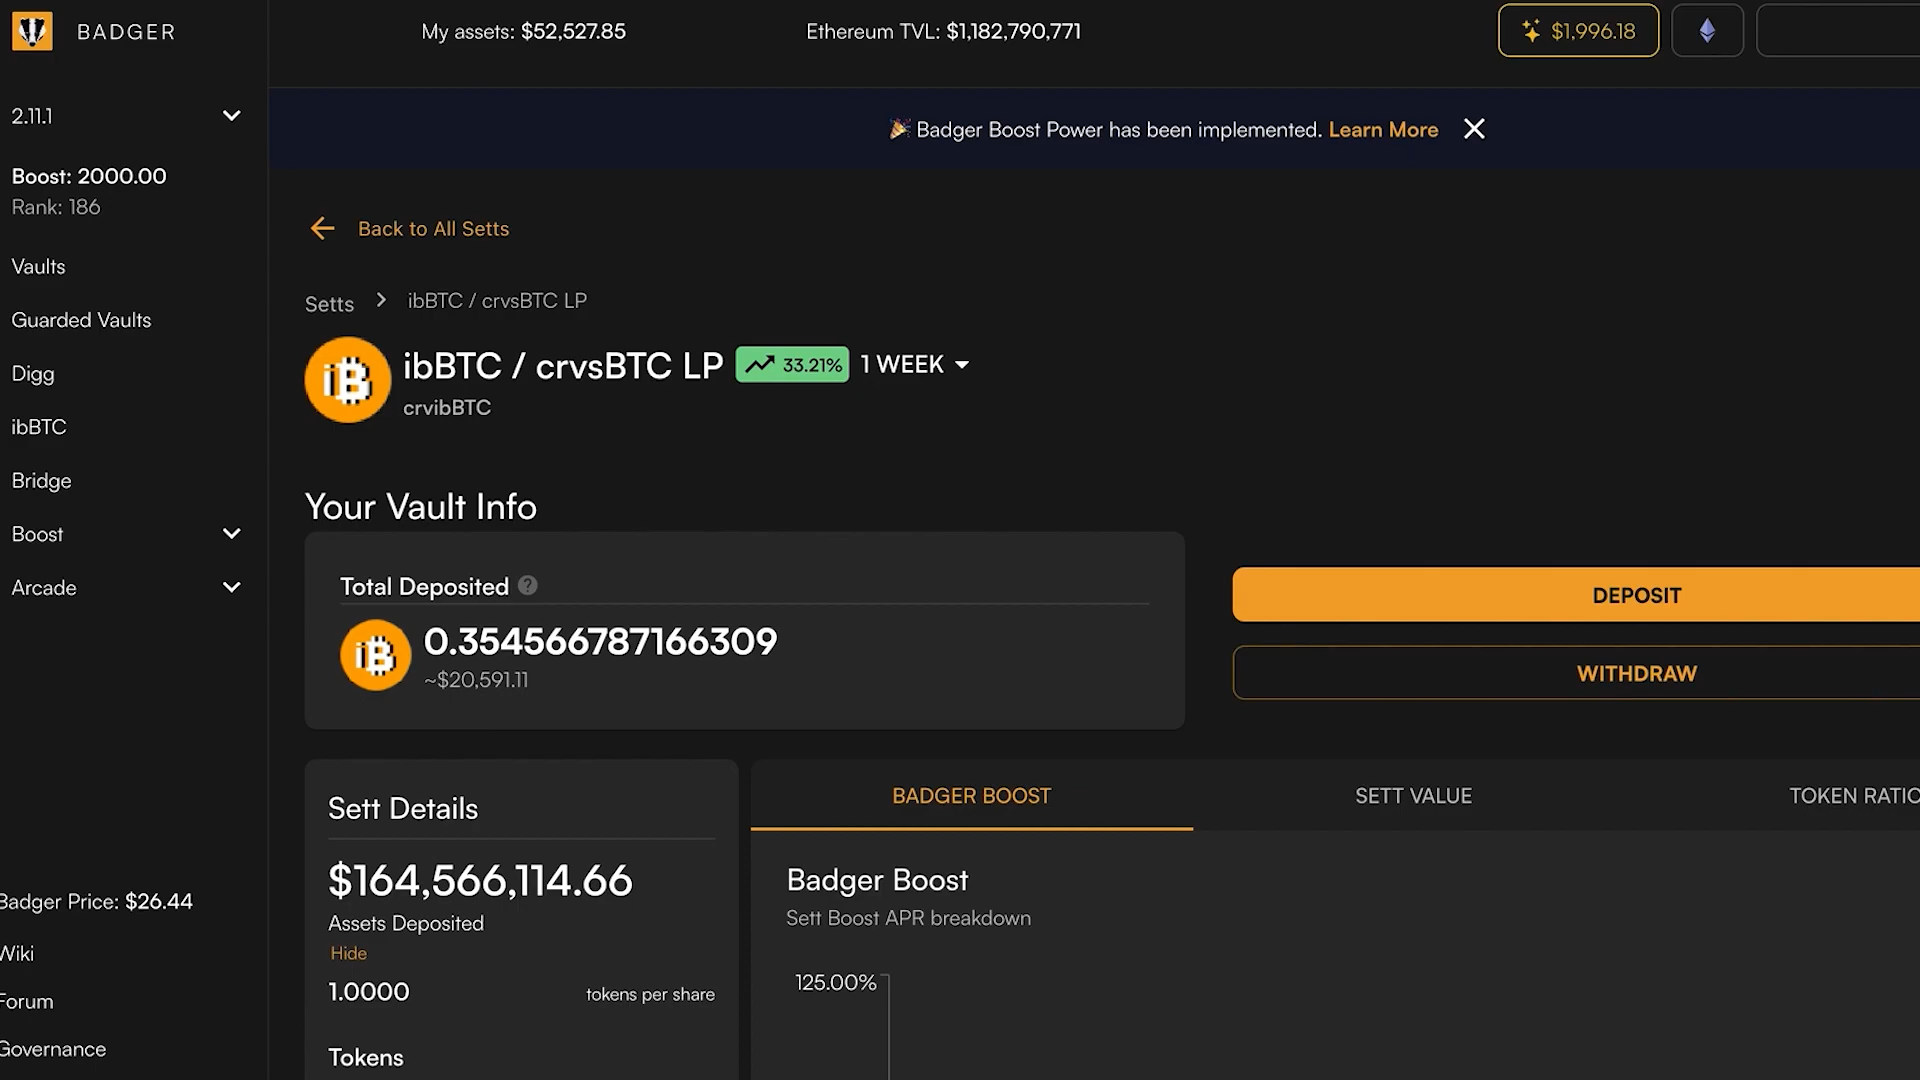 BADGER
My assets: $52,527.85
Ethereum TVL: $1,182,790,771
$1,996.18
2.11.1
Boost: 2000.00
Rank: 186
Vaults
Guarded Vaults
Digg
ibBTC
Bridge
Boost
Arcade
Badger Price: $26.44
Wiki
Forum
Governance
🎉 Badger Boost Power has been implemented. Learn More
Back to All Setts
Setts > ibBTC / crvsBTC LP
ibBTC / crvsBTC LP 33.21% 1 WEEK
crvibBTC
Your Vault Info
Total Deposited ?
0.354566787166309
~$20,591.11
DEPOSIT
WITHDRAW
Sett Details
$164,566,114.66
Assets Deposited
Hide
1.0000 tokens per share
Tokens
BADGER BOOST
SETT VALUE
TOKEN RATIO
Badger Boost
Sett Boost APR breakdown
125.00%